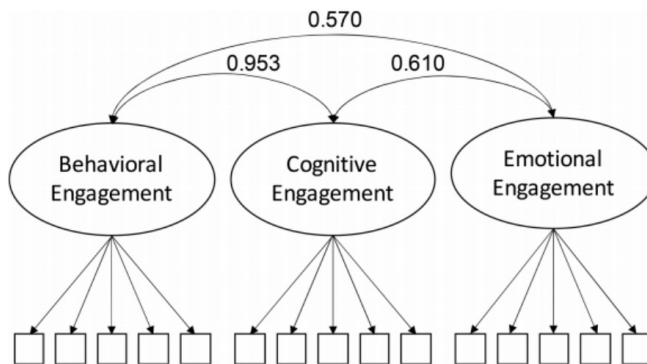 0.570
0.953
0.610
Behavioral
Engagement
Cognitive
Engagement
Emotional
Engagement